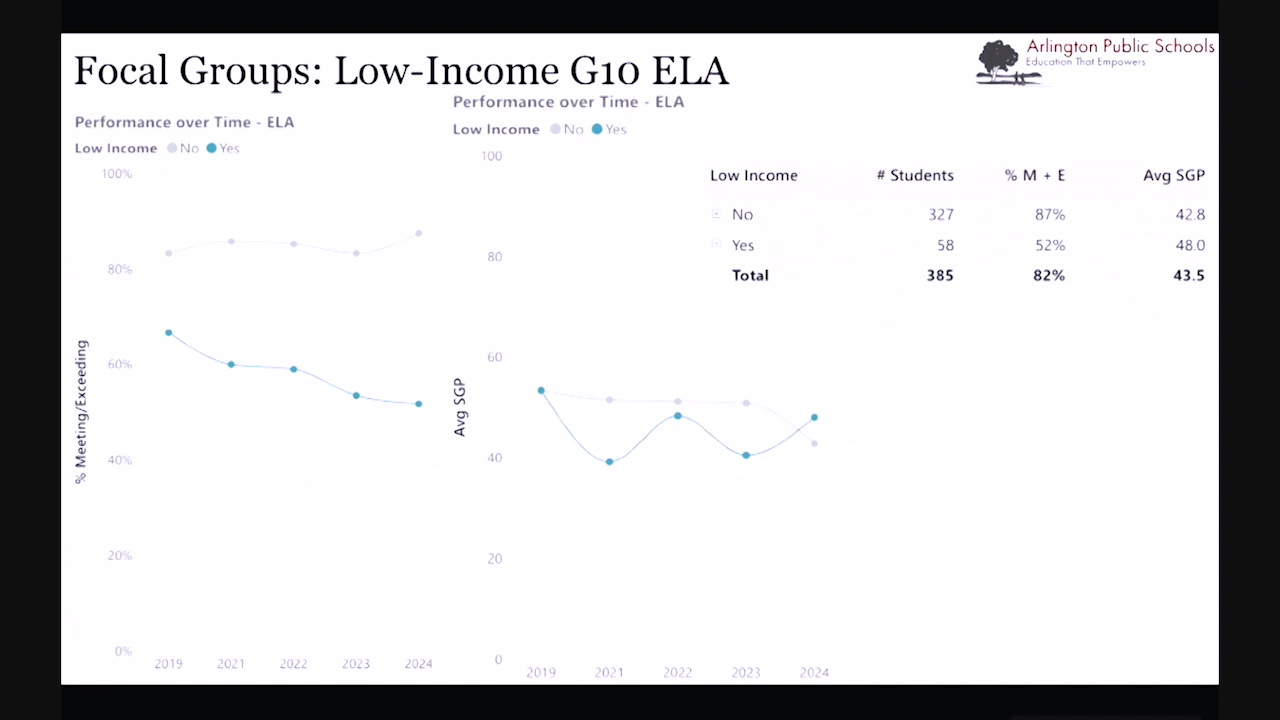 Focal Groups: Low-Income G10 ELA
Arlington Public Schools
Education That Empowers
Performance over Time - ELA
Low Income No Yes
100%
80%
60%
40%
20%
0%
% Meeting/Exceeding
2019 2021 2022 2023 2024
Performance over Time - ELA
Low Income No Yes
100
80
60
40
20
0
Avg SGP
2019 2021 2022 2023 2024
Low Income # Students % M + E Avg SGP
No 327 87% 42.8
Yes 58 52% 48.0
Total 385 82% 43.5